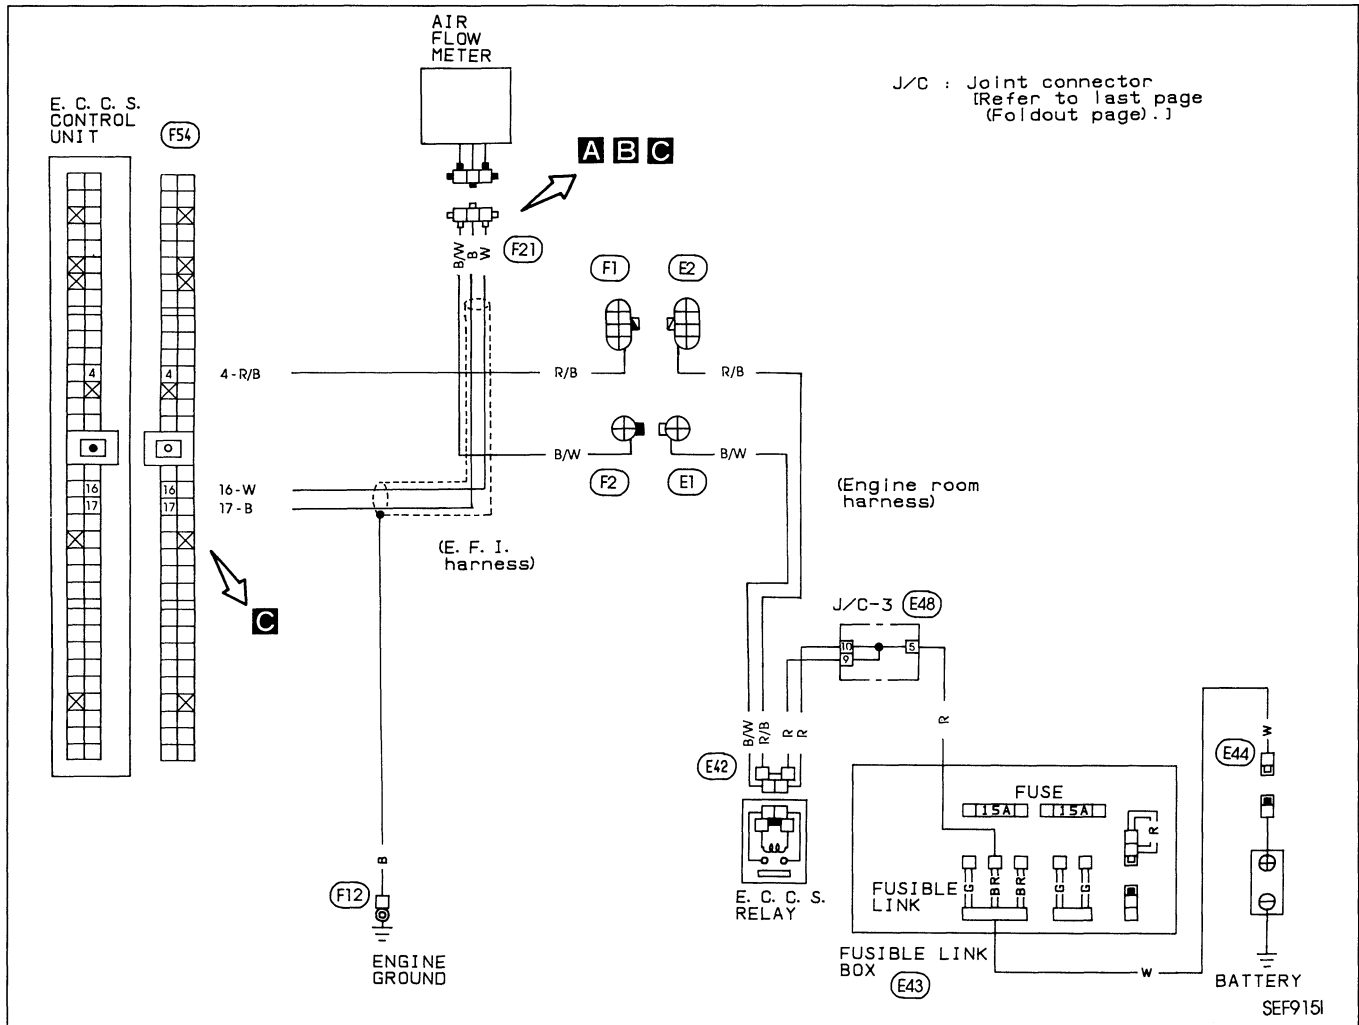 AIR
FLOW
METER
J/C : Joint connector
[Refer to last page
(Foldout page).]
E. C. C. S.
CONTROL
UNIT
F54
A B C
F21
B/W
B
W
F1
E2
4
4
4-R/B
R/B
R/B
B/W
B/W
F2
E1
16
16
16-W
17
17
17-B
(E. F. I.
harness)
(Engine room
harness)
C
J/C-3 E48
10
9
5
B/W
R/B
R
R
R
W
E42
E44
FUSE
15A
15A
R
E. C. C. S.
RELAY
FUSIBLE
LINK
G
BR
BR
G
G
B
F12
ENGINE
GROUND
FUSIBLE LINK
BOX
E43
W
BATTERY
SEF915I